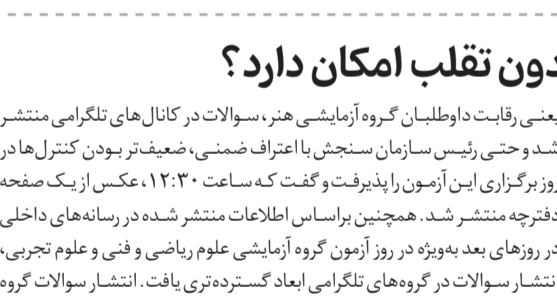 دون تقلب امکان دارد؟
یعنی رقابت داوطلبان گروه آزمایشی هنر، سوالات در کانال‌های تلگرامی منتشر
شد و حتی رئیس سازمان سنجش با اعتراف ضمنی، ضعیف‌تر بودن کنترل‌ها در
روز برگزاری این آزمون را پذیرفت و گفت که ساعت ۱۲:۳۰، عکس از یک صفحه
دفترچه منتشر شد. همچنین براساس اطلاعات منتشر شده در رسانه‌های داخلی
در روزهای بعد به‌ویژه در روز آزمون گروه آزمایشی علوم ریاضی و فنی و علوم تجربی،
انتشار سوالات در گروه‌های تلگرامی ابعاد گسترده‌تری یافت. انتشار سوالات گروه